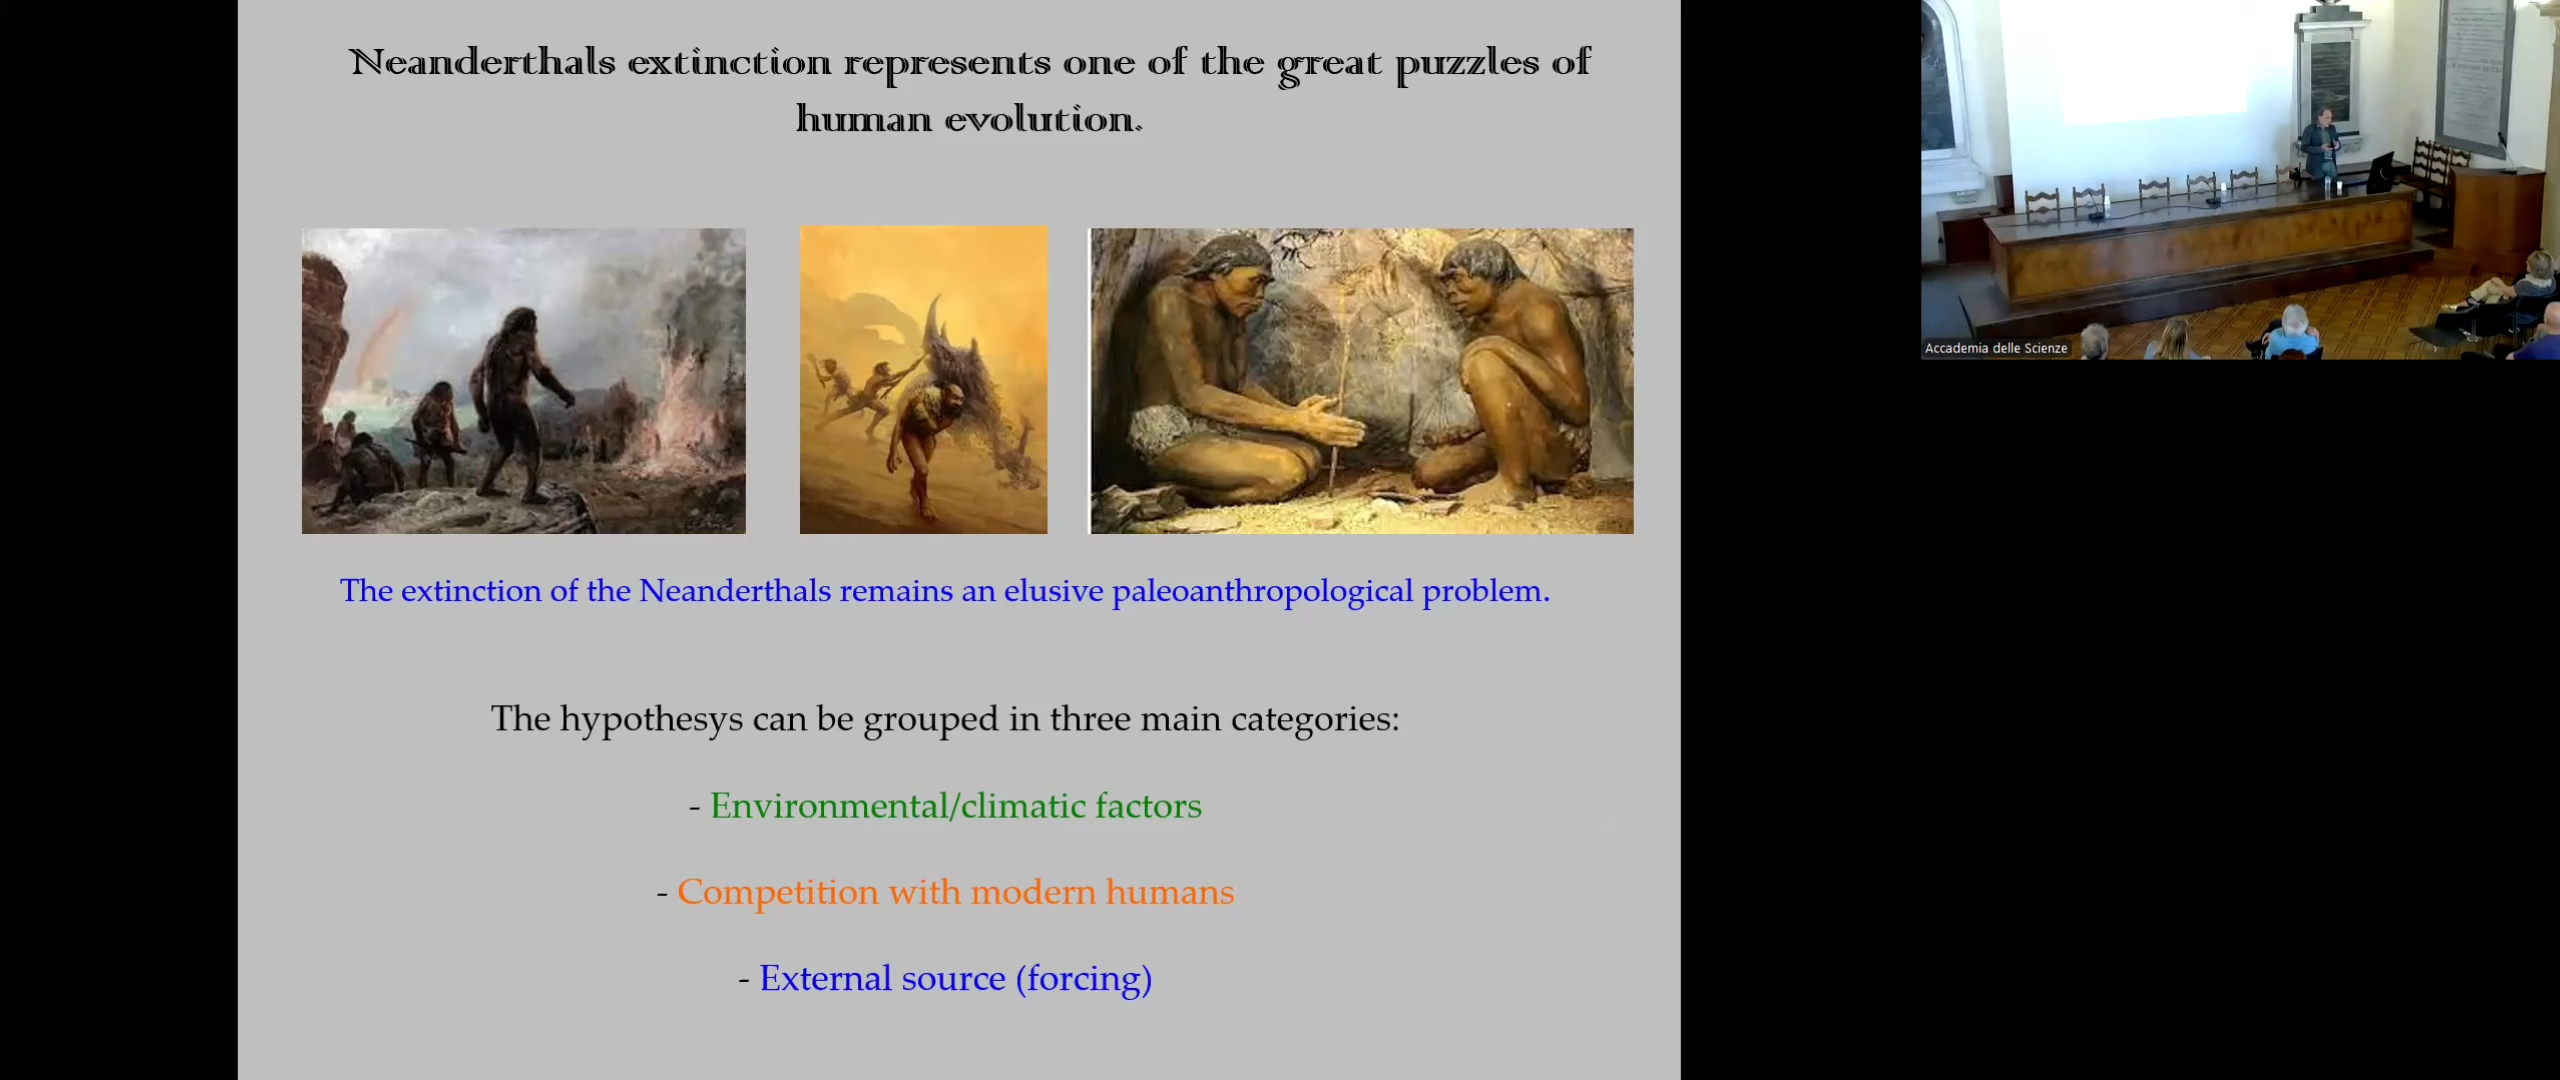 Neanderthals extinction represents one of the great puzzles of
human evolution.
The extinction of the Neanderthals remains an elusive paleoanthropological problem.
The hypothesys can be grouped in three main categories:
- Environmental/climatic factors
- Competition with modern humans
- External source (forcing)
Accademia delle Scienze